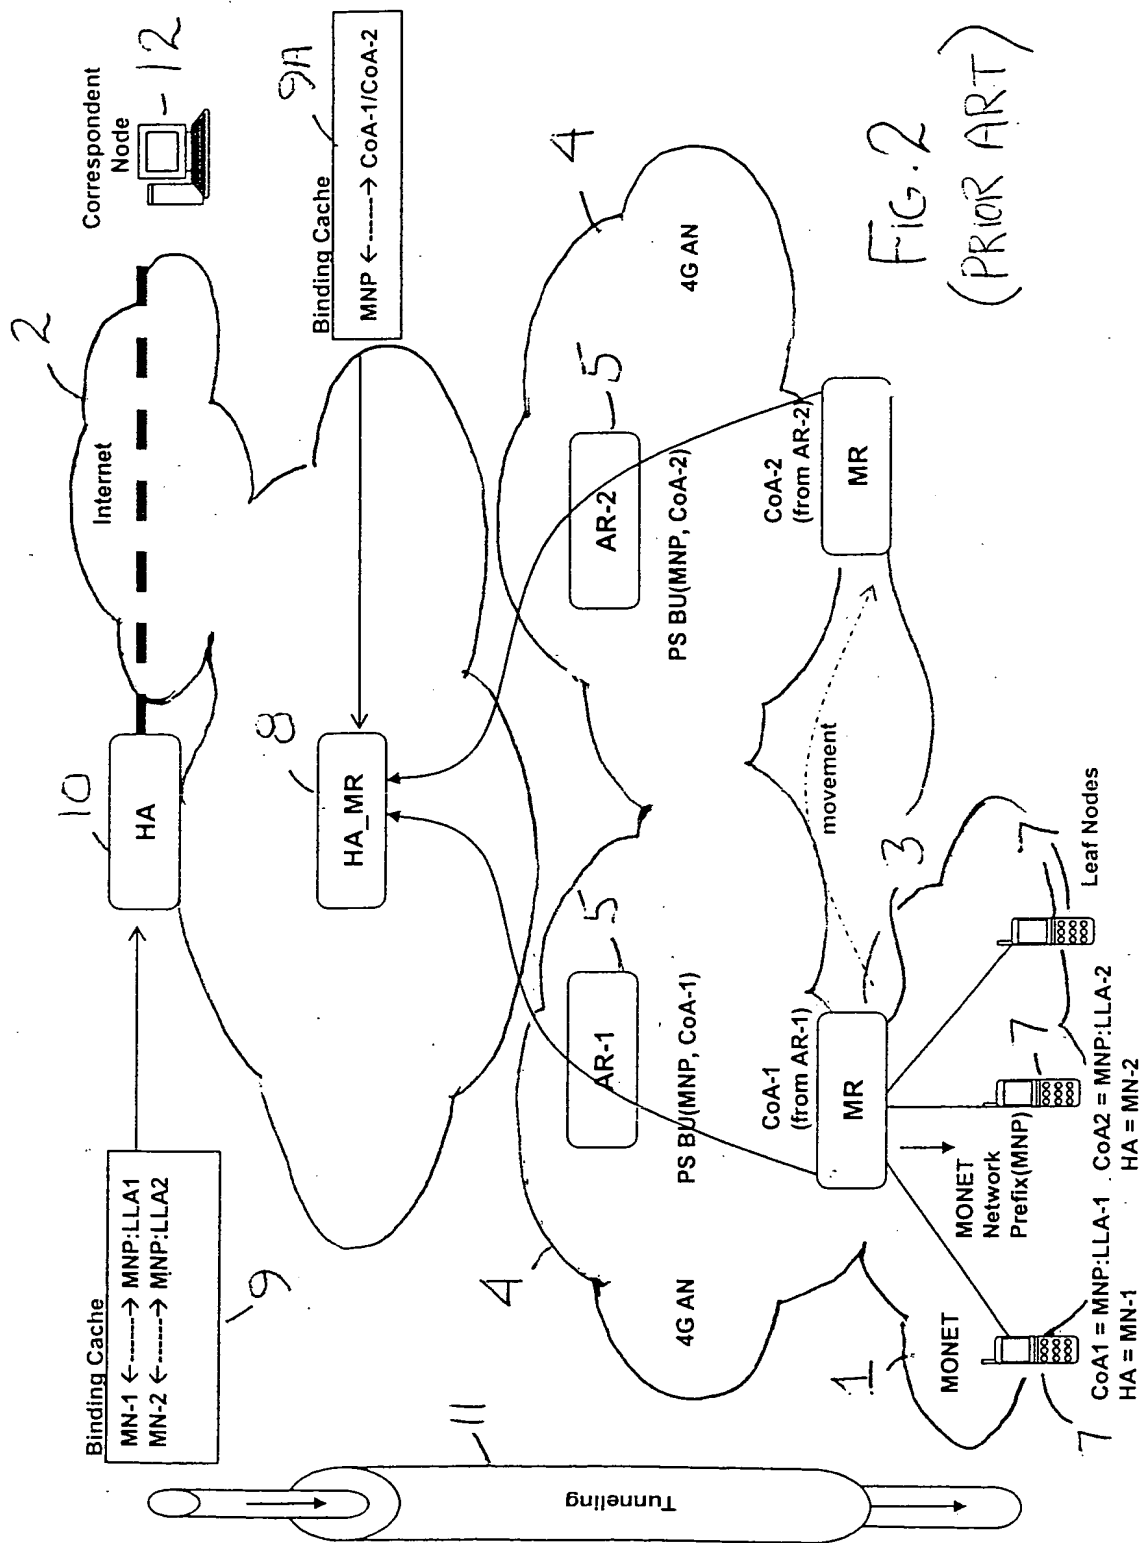 Binding Cache
MN-1 <------> MNP:LLA1
MN-2 <------> MNP:LLA2
9
10
HA
2
Internet
Correspondent
Node
12
8
HA_MR
Binding Cache
9A
MNP <------> CoA-1/CoA-2
11
Tunneling
4
4G AN
AR-1
5
PS BU(MNP, CoA-1)
AR-2
5
PS BU(MNP, CoA-2)
4
4G AN
1
MONET
CoA-1
(from AR-1)
MR
MONET
Network
Prefix(MNP)
3
movement
CoA-2
(from AR-2)
MR
7
7
7
Leaf Nodes
CoA1 = MNP:LLA-1
HA = MN-1
CoA2 = MNP:LLA-2
HA = MN-2
FIG. 2
(PRIOR ART)